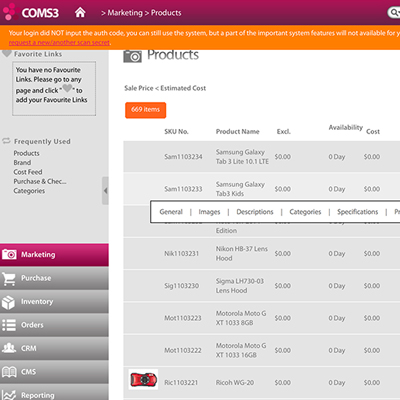 COMS3
> Marketing > Products
Your login did NOT input the auth code, you can still use the system, but a part of the important system features will not available for y
request a new/another scan secret
Favorite Links
You have no Favourite
Links. Please go to any
page and click "
" to
add your Favourite Links
Frequently Used
Products
Brand
Cost Feed
Purchase & Chec...
Categories
Marketing
Purchase
Inventory
Orders
CRM
CMS
Reporting
Products
Sale Price < Estimated Cost
669 items
SKU No. Product Name Excl. Availability Cost
Sam1103234 Samsung Galaxy Tab 3 Lite 10.1 LTE $0.00 0 Day $0.00
Sam1103233 Samsung Galaxy Tab3 Kids $0.00 0 Day $0.00
General | Images | Descriptions | Categories | Specifications | Pr
Edition
Nik1103231 Nikon HB-37 Lens Hood $0.00 0 Day $0.00
Sig1103230 Sigma LH730-03 Lens Hood $0.00 0 Day $0.00
Mot1103223 Motorola Moto G XT 1033 8GB $0.00 0 Day $0.00
Mot1103222 Motorola Moto G XT 1033 16GB $0.00 0 Day $0.00
Ric1103221 Ricoh WG-20 $0.00 0 Day $0.00